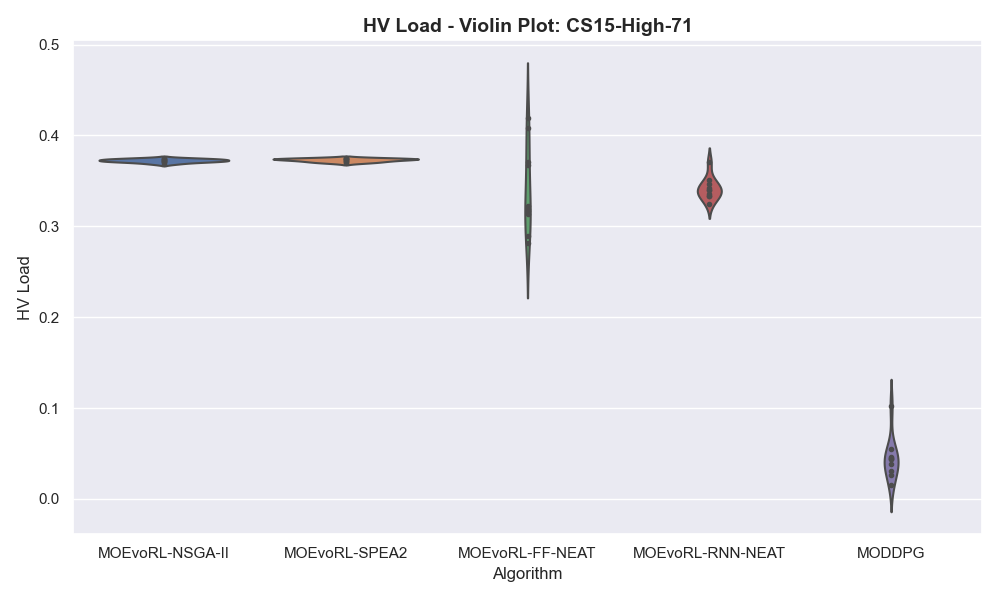 HV Load - Violin Plot: CS15-High-71
0.5
0.4
0.3
0.2
0.1
0.0
HV Load
MOEvoRL-NSGA-II MOEvoRL-SPEA2 MOEvoRL-FF-NEAT MOEvoRL-RNN-NEAT MODDPG
Algorithm